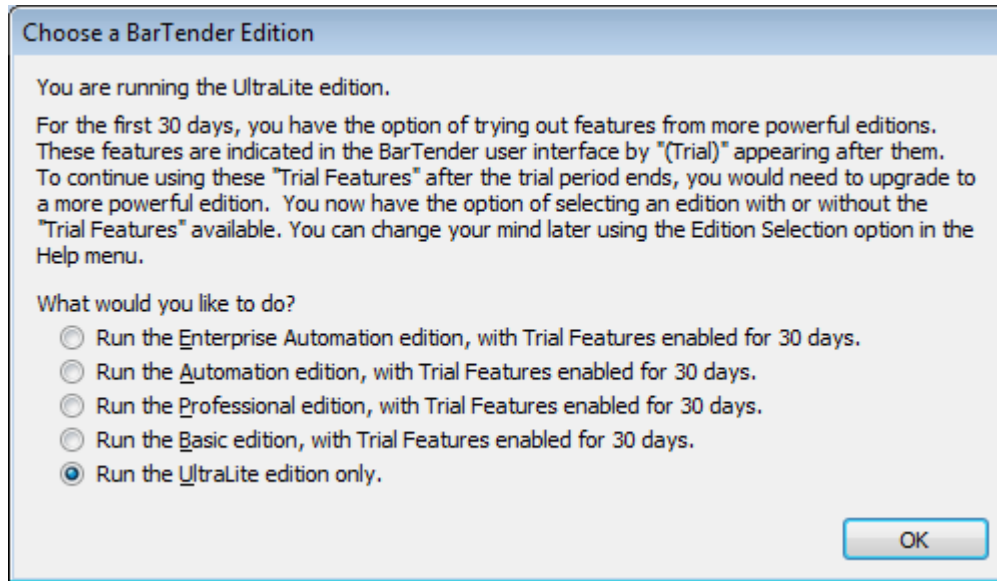 Choose a BarTender Edition
You are running the UltraLite edition.
For the first 30 days, you have the option of trying out features from more powerful editions.
These features are indicated in the BarTender user interface by "(Trial)" appearing after them.
To continue using these "Trial Features" after the trial period ends, you would need to upgrade to
a more powerful edition.  You now have the option of selecting an edition with or without the
"Trial Features" available. You can change your mind later using the Edition Selection option in the
Help menu.
What would you like to do?
Run the Enterprise Automation edition, with Trial Features enabled for 30 days.
Run the Automation edition, with Trial Features enabled for 30 days.
Run the Professional edition, with Trial Features enabled for 30 days.
Run the Basic edition, with Trial Features enabled for 30 days.
Run the UltraLite edition only.
OK